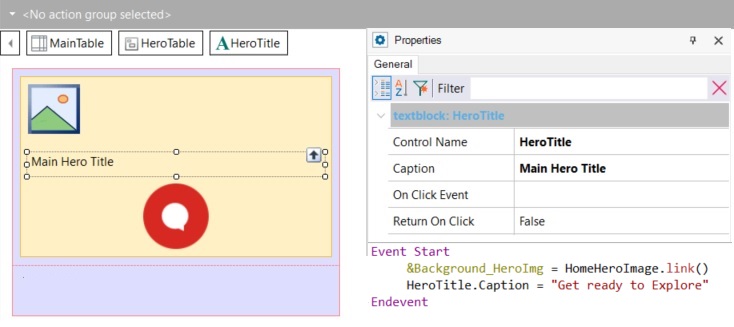 <No action group selected>
MainTable
HeroTable
HeroTitle
Main Hero Title
Properties
General
Filter
textblock: HeroTitle
Control Name HeroTitle
Caption Main Hero Title
On Click Event
Return On Click False
Event Start
&Background_HeroImg = HomeHeroImage.link()
HeroTitle.Caption = "Get ready to Explore"
Endevent